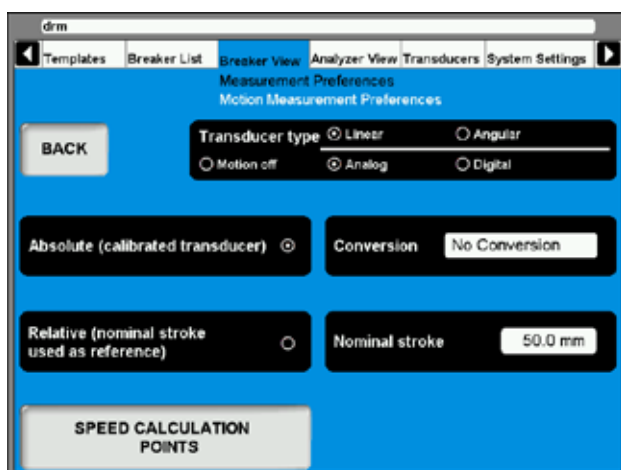 drm
Templates Breaker List Breaker View Analyzer View Transducers System Settings
Measurement Preferences
Motion Measurement Preferences
BACK
Transducer type Linear Angular
Motion off Analog Digital
Absolute (calibrated transducer)
Conversion No Conversion
Relative (nominal stroke
used as reference)
Nominal stroke 50.0 mm
SPEED CALCULATION
POINTS